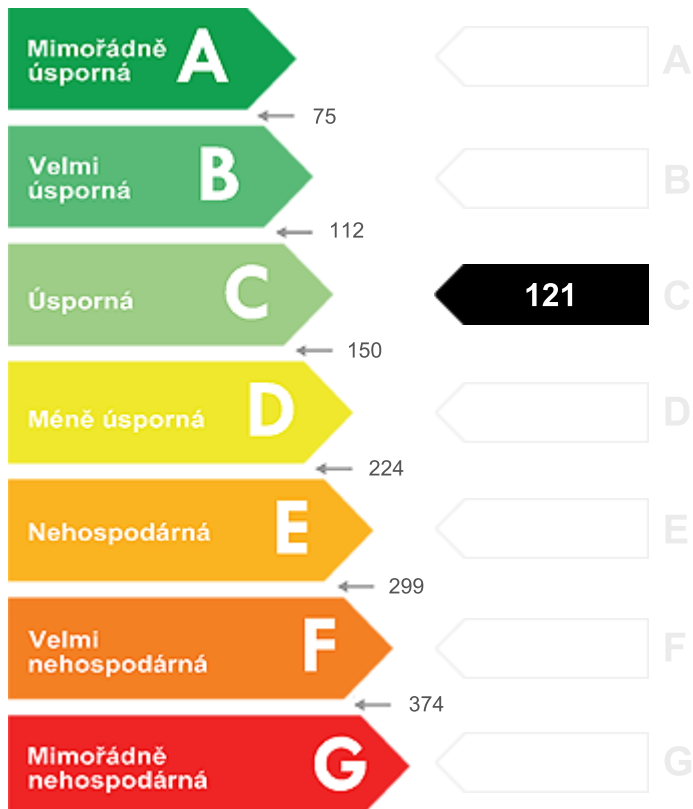 Mimořádně
úsporná
A
A
75
Velmi
úsporná
B
B
112
Úsporná
C
121
C
150
Méně úsporná
D
D
224
Nehospodárná
E
E
299
Velmi
nehospodárná
F
F
374
Mimořádně
nehospodárná
G
G